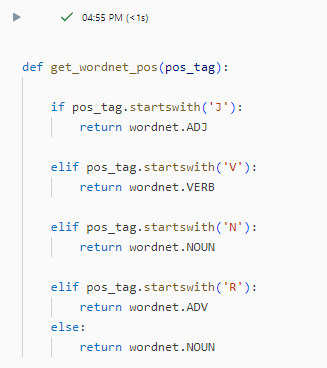 04:55 PM (<1s)
def get_wordnet_pos(pos_tag):
    if pos_tag.startswith('J'):
        return wordnet.ADJ
    elif pos_tag.startswith('V'):
        return wordnet.VERB
    elif pos_tag.startswith('N'):
        return wordnet.NOUN
    elif pos_tag.startswith('R'):
        return wordnet.ADV
    else:
        return wordnet.NOUN